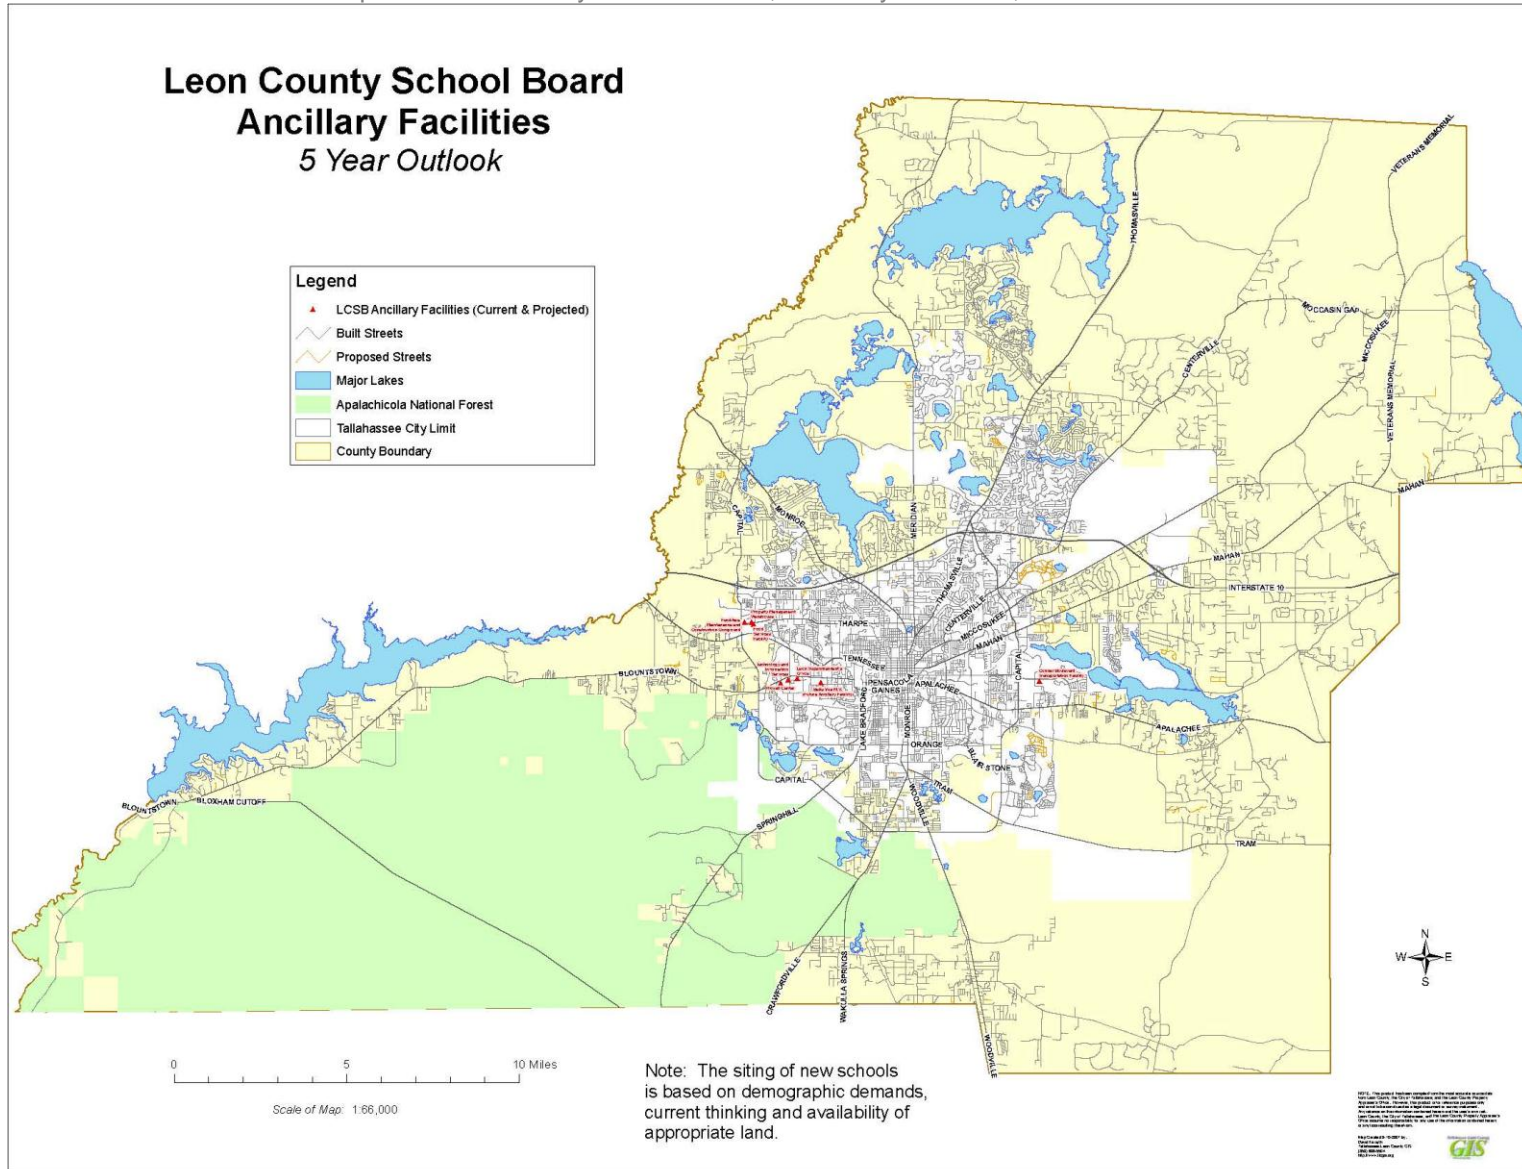 Leon County School Board
Ancillary Facilities
5 Year Outlook
Legend
LCSB Ancillary Facilities (Current & Projected)
Built Streets
Proposed Streets
Major Lakes
Apalachicola National Forest
Tallahassee City Limit
County Boundary
VETERANS MEMORIAL
THOMASVILLE
MOCCASIN GAP
MICCOSUKEE
CENTERVILLE
VETERANS MEMORIAL
MAHAN
CAPITAL
MONROE
MERIDIAN
MAHAN
INTERSTATE 10
THOMASVILLE
CENTERVILLE
MICCOSUKEE
MAHAN
THARPE
TENNESSEE
BLOUNTSTOWN
CAPITAL
APALACHEE
GAINES
LAKE BRADFORD
MONROE
APALACHEE
ORANGE
BLAIR STONE
CAPITAL
TRAM
WOODVILLE
BLOUNTSTOWN
BLOXHAM CUTOFF
SPRINGHILL
TRAM
CRAWFORDVILLE
WAKULLA SPRINGS
WOODVILLE
N
W
E
S
0 5 10 Miles
Scale of Map: 1:66,000
Note: The siting of new schools
is based on demographic demands,
current thinking and availability of
appropriate land.
GIS